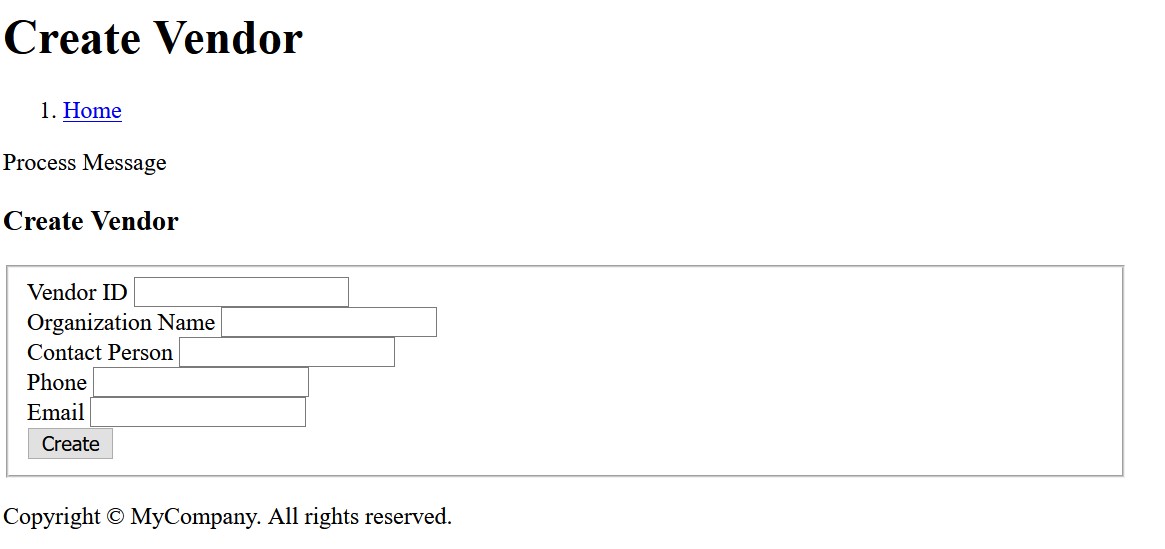 Create Vendor
1. Home
Process Message
Create Vendor
Vendor ID
Organization Name
Contact Person
Phone
Email
Create
Copyright © MyCompany. All rights reserved.